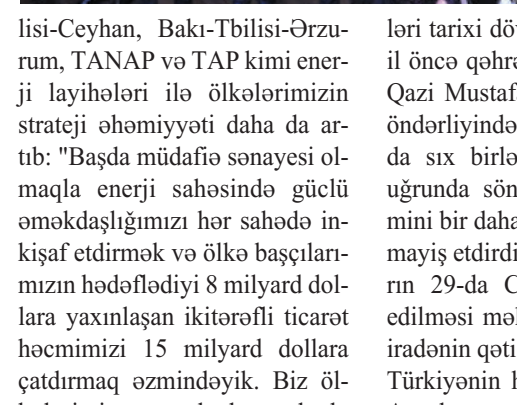 lisi-Ceyhan, Bakı-Tbilisi-Ərzu-
rum, TANAP və TAP kimi ener-
ji layihələri ilə ölkələrimizin
strateji əhəmiyyəti daha da ar-
tıb: "Başda müdafiə sənayesi ol-
maqla enerji sahəsində güclü
əməkdaşlığımızı hər sahədə in-
kişaf etdirmək və ölkə başçıları-
mızın hədəflədiyi 8 milyard dol-
lara yaxınlaşan ikitərəfli ticarət
həcmimizi 15 milyard dollara
çatdırmaq əzmindəyik. Biz öl-
ləri tarixi döv
il öncə qəhrə
Qazi Mustaf
öndərliyində
da sıx birlə
uğrunda sön
mini bir daha
mayiş etdirdi
rın 29-da C
edilməsi mə
iradənin qəti
Türkiyənin h